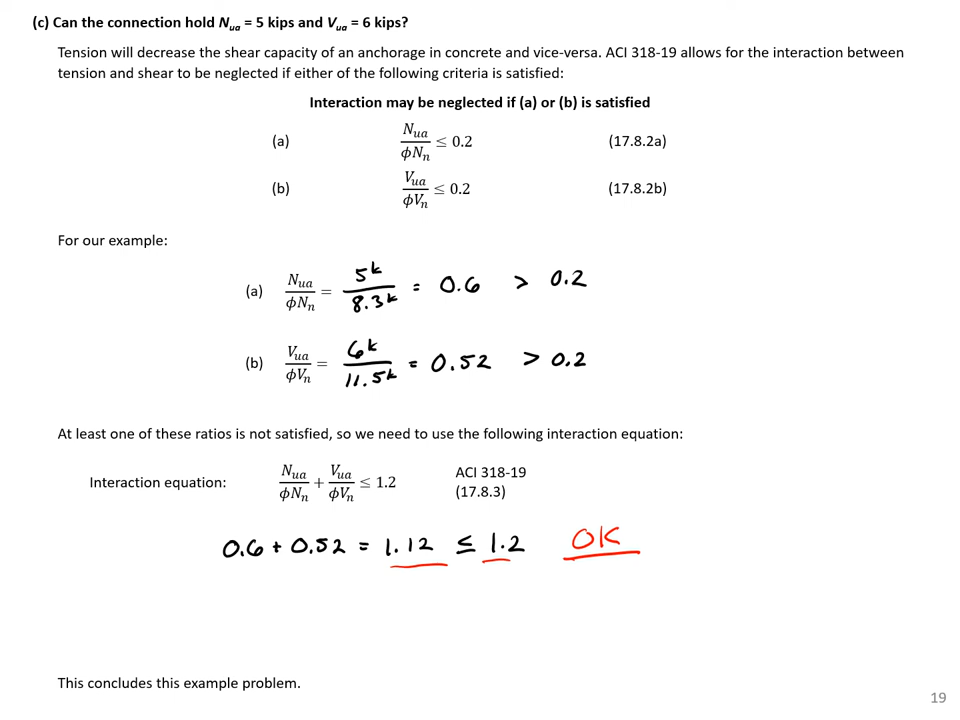 (c) Can the connection hold Nua = 5 kips and Vua = 6 kips?
Tension will decrease the shear capacity of an anchorage in concrete and vice-versa. ACI 318-19 allows for the interaction between
tension and shear to be neglected if either of the following criteria is satisfied:
Interaction may be neglected if (a) or (b) is satisfied
(a) Nua/ϕNn ≤ 0.2 (17.8.2a)
(b) Vua/ϕVn ≤ 0.2 (17.8.2b)
For our example:
(a) Nua/ϕNn = 5k/8.3k = 0.6 > 0.2
(b) Vua/ϕVn = 6k/11.5k = 0.52 > 0.2
At least one of these ratios is not satisfied, so we need to use the following interaction equation:
Interaction equation: Nua/ϕNn + Vua/ϕVn ≤ 1.2 ACI 318-19
(17.8.3)
0.6 + 0.52 = 1.12 ≤ 1.2 OK
This concludes this example problem.
19